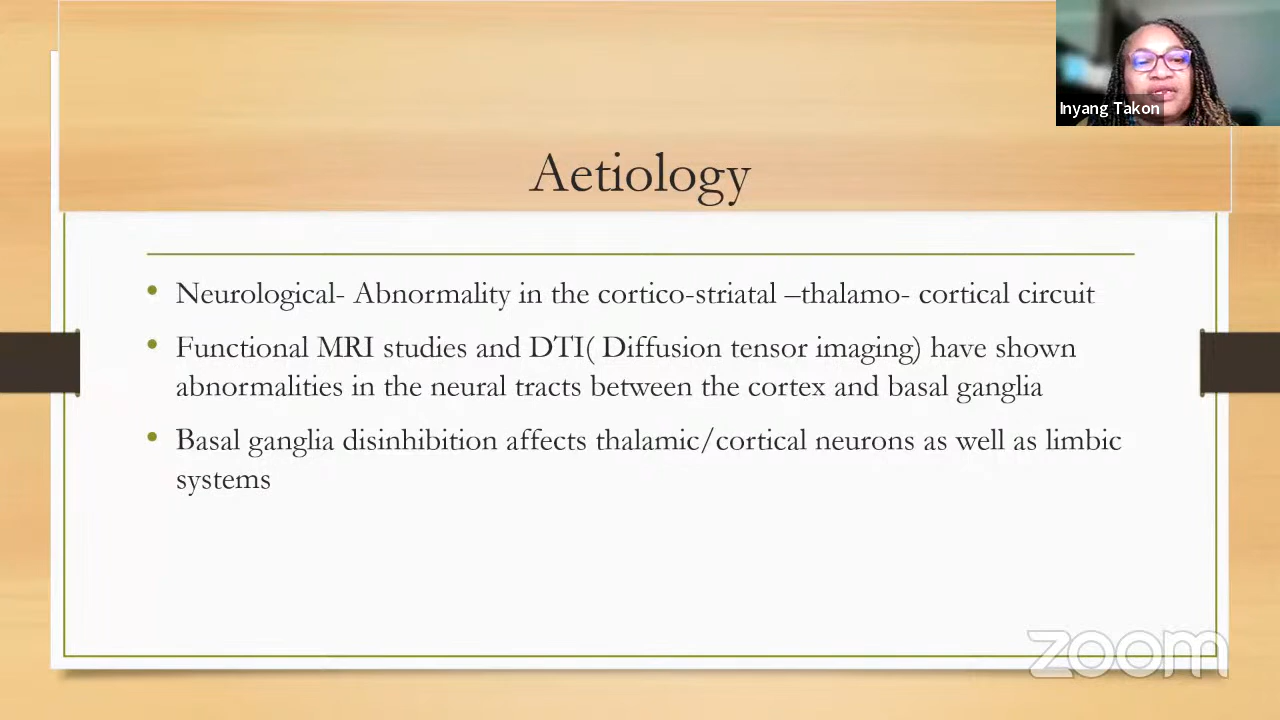 Inyang Takon
Aetiology
• Neurological- Abnormality in the cortico-striatal –thalamo- cortical circuit
• Functional MRI studies and DTI( Diffusion tensor imaging) have shown
abnormalities in the neural tracts between the cortex and basal ganglia
• Basal ganglia disinhibition affects thalamic/cortical neurons as well as limbic
systems
zoom